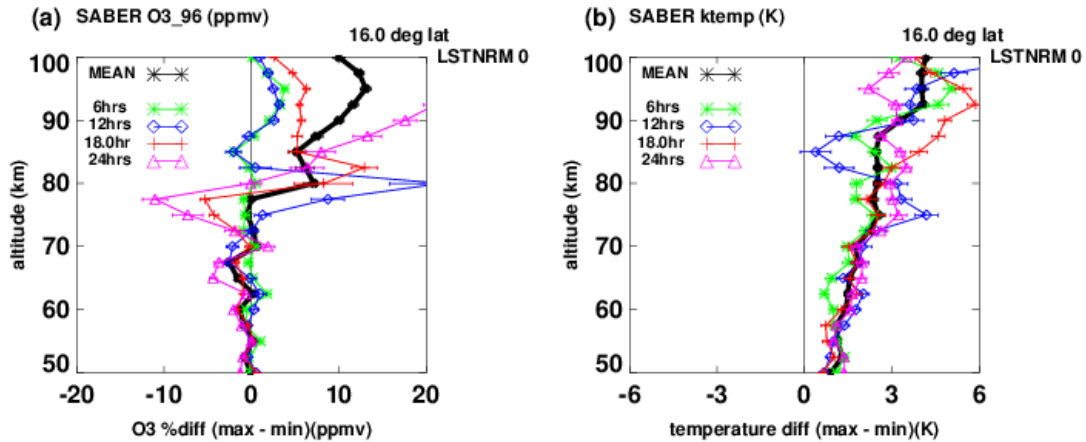 (a) SABER O3_96 (ppmv)
16.0 deg lat
LSTNRM 0
MEAN
6hrs
12hrs
18.0hr
24hrs
100
90
80
70
60
50
altitude (km)
-20 -10 0 10 20
O3 %diff (max - min)(ppmv)
(b) SABER ktemp (K)
16.0 deg lat
LSTNRM 0
MEAN
6hrs
12hrs
18.0hr
24hrs
100
90
80
70
60
50
altitude (km)
-6 -3 0 3 6
temperature diff (max - min)(K)